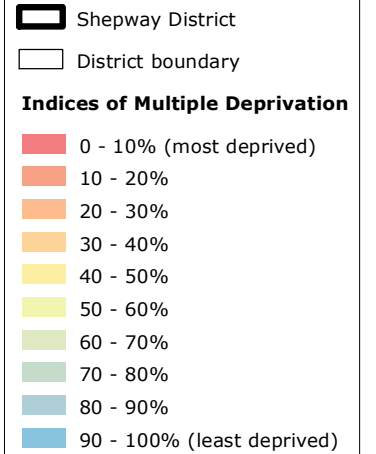 Shepway District
District boundary
Indices of Multiple Deprivation
0 - 10% (most deprived)
10 - 20%
20 - 30%
30 - 40%
40 - 50%
50 - 60%
60 - 70%
70 - 80%
80 - 90%
90 - 100% (least deprived)